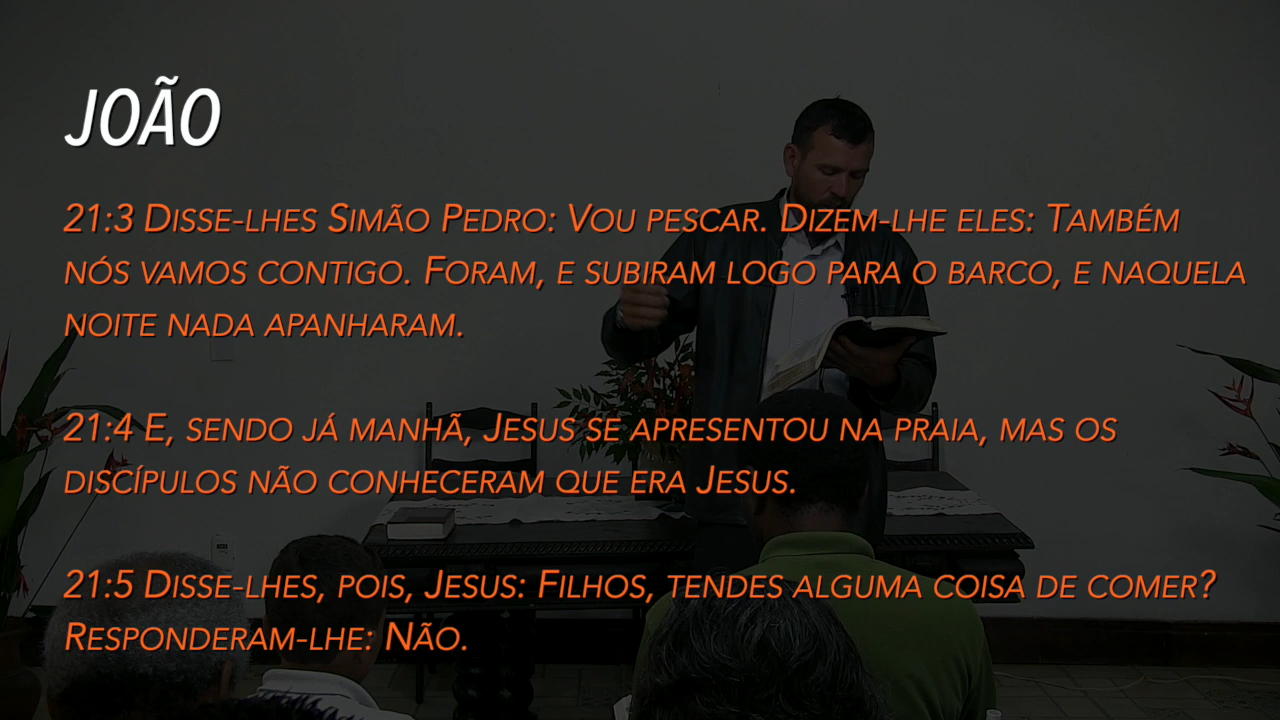 JOÃO
21:3 Disse-lhes Simão Pedro: Vou pescar. Dizem-lhe eles: Também
nós vamos contigo. Foram, e subiram logo para o barco, e naquela
noite nada apanharam.
21:4 E, sendo já manhã, Jesus se apresentou na praia, mas os
discípulos não conheceram que era Jesus.
21:5 Disse-lhes, pois, Jesus: Filhos, tendes alguma coisa de comer?
Responderam-lhe: Não.